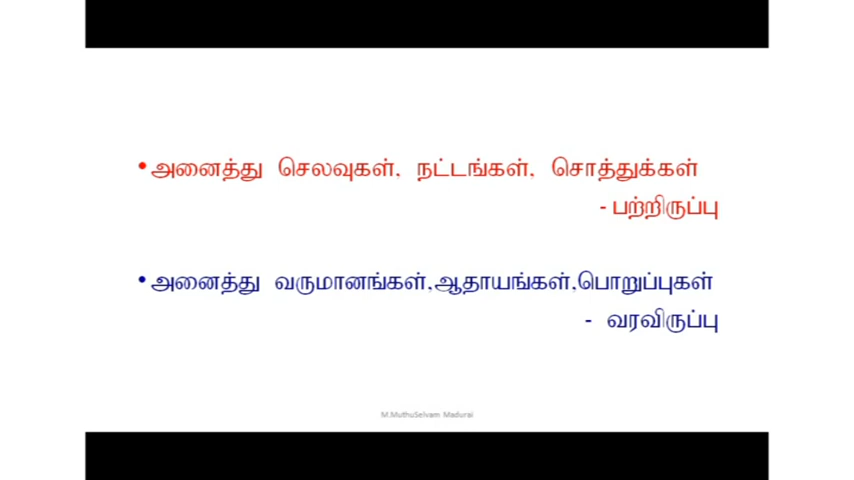 •அனைத்து செலவுகள், நட்டங்கள், சொத்துக்கள்
- பற்றிருப்பு
•அனைத்து வருமானங்கள்,ஆதாயங்கள்,பொறுப்புகள்
- வரவிருப்பு
M.MuthuSelvam Madurai